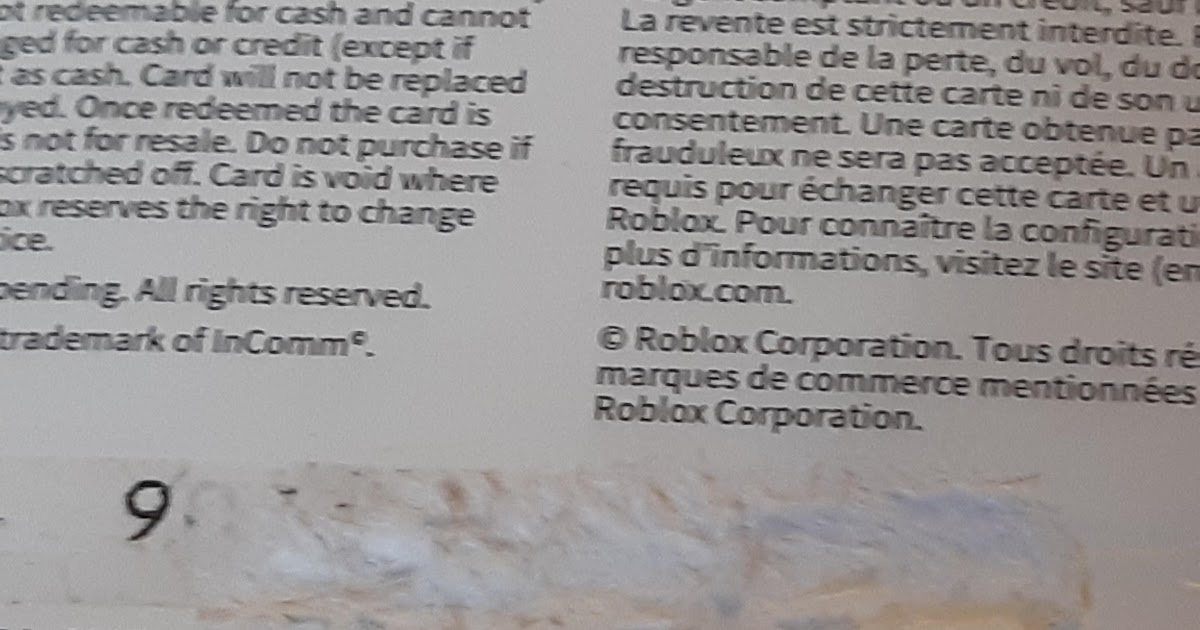 ot redeemable for cash and cannot
ged for cash or credit (except if
as cash. Card will not be replaced
yed. Once redeemed the card is
s not for resale. Do not purchase if
scratched off. Card is void where
ox reserves the right to change
ice.
pending. All rights reserved.
trademark of InComm®.
La revente est strictement interdite.
responsable de la perte, du vol, du do
destruction de cette carte ni de son u
consentement. Une carte obtenue pa
frauduleux ne sera pas acceptée. Un
requis pour échanger cette carte et u
Roblox. Pour connaître la configurati
plus d'informations, visitez le site (en
roblox.com.
© Roblox Corporation. Tous droits ré
marques de commerce mentionnées
Roblox Corporation.
9